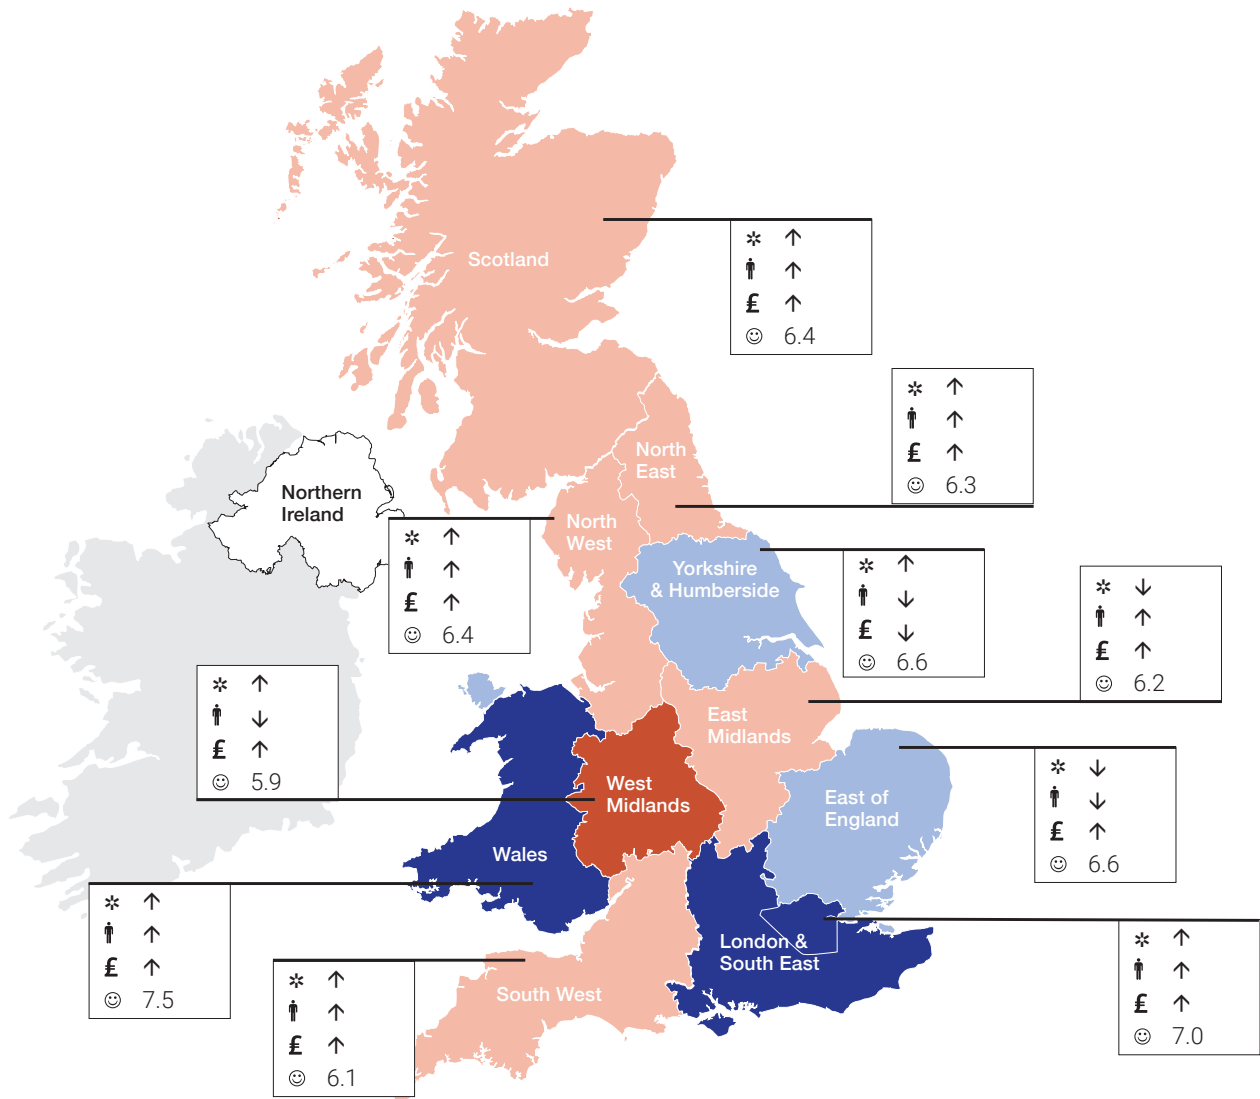 Scotland
✲ ↑
↑
£ ↑
☺ 6.4
✲ ↑
↑
£ ↑
☺ 6.3
North
East
Northern
Ireland
North
West
✲ ↑
↑
£ ↑
☺ 6.4
Yorkshire
& Humberside
✲ ↑
↓
£ ↓
☺ 6.6
✲ ↓
↑
£ ↑
☺ 6.2
✲ ↑
↓
£ ↑
☺ 5.9
East
Midlands
West
Midlands
East of
England
✲ ↓
↓
£ ↑
☺ 6.6
Wales
✲ ↑
↑
£ ↑
☺ 7.5
London &
South East
✲ ↑
↑
£ ↑
☺ 7.0
South West
✲ ↑
↑
£ ↑
☺ 6.1